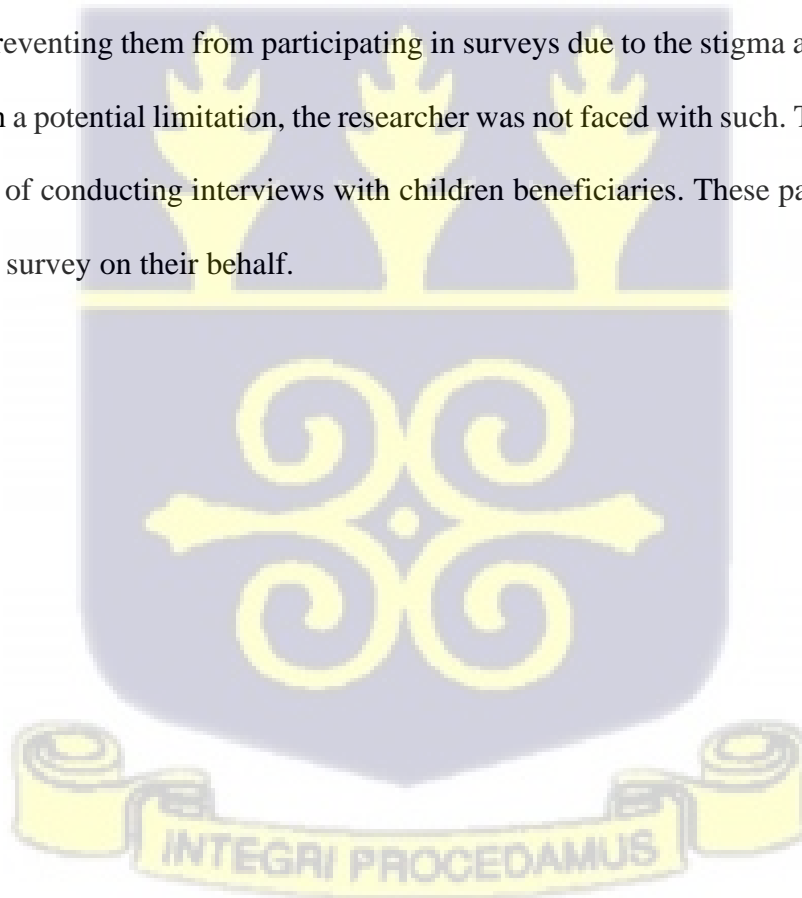 reventing them from participating in surveys due to the stigma a
a potential limitation, the researcher was not faced with such. T
of conducting interviews with children beneficiaries. These pa
survey on their behalf.
INTEGRI PROCEDAMUS